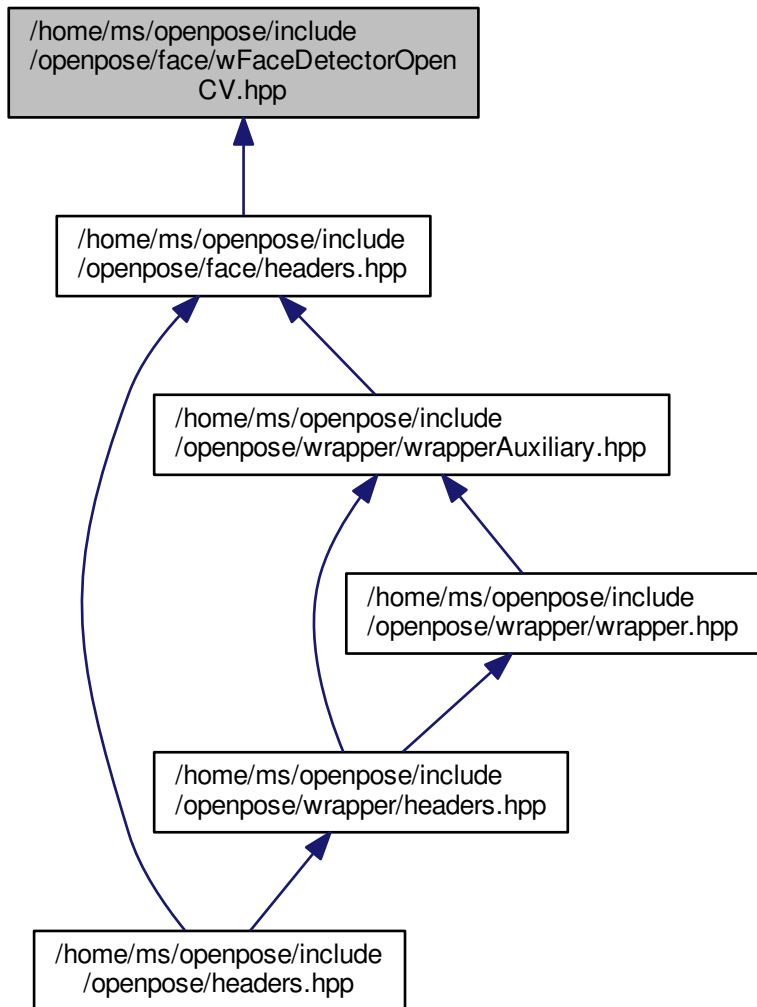 /home/ms/openpose/include
/openpose/face/wFaceDetectorOpen
CV.hpp
/home/ms/openpose/include
/openpose/face/headers.hpp
/home/ms/openpose/include
/openpose/wrapper/wrapperAuxiliary.hpp
/home/ms/openpose/include
/openpose/wrapper/wrapper.hpp
/home/ms/openpose/include
/openpose/wrapper/headers.hpp
/home/ms/openpose/include
/openpose/headers.hpp